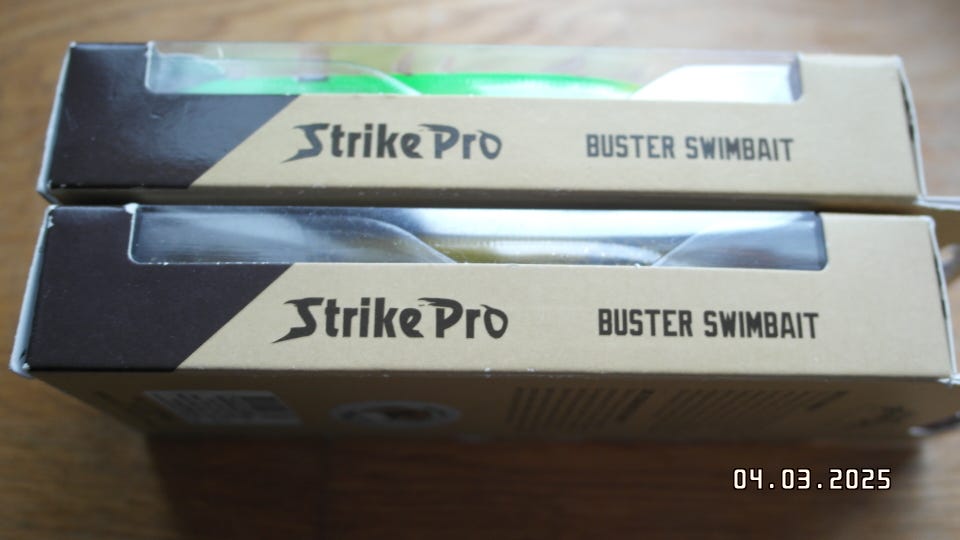 Strike Pro BUSTER SWIMBAIT
Strike Pro BUSTER SWIMBAIT
04.03.2025